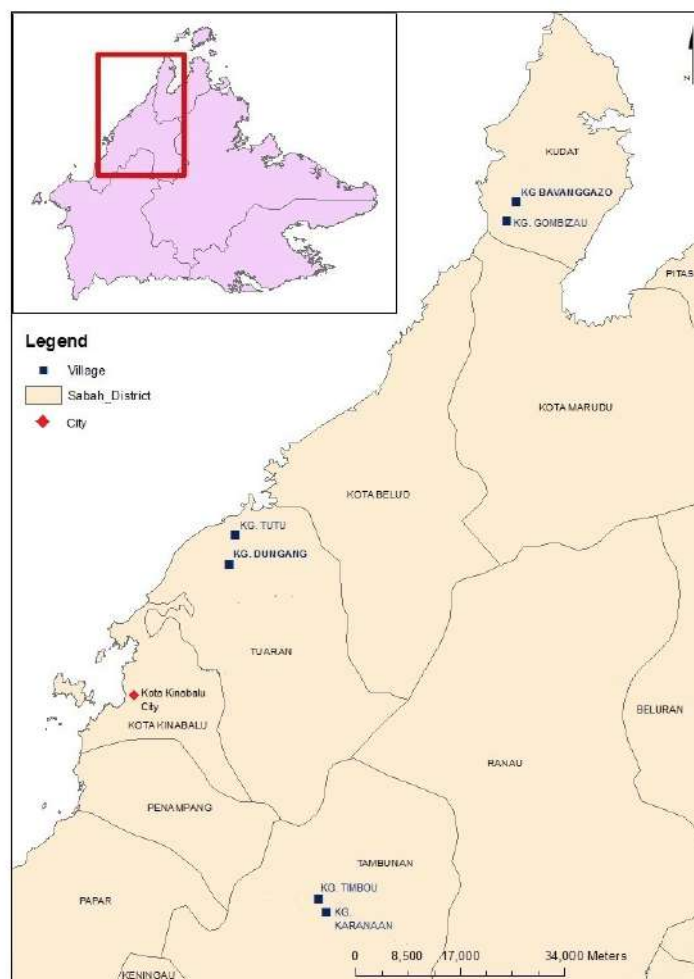 N
KUDAT
KG BAVANGGAZO
KG. GOMBIZAU
PITAS
Legend
Village
Sabah_District
City
KOTA MARUDU
KOTA BELUD
KG. TUTU
KG. DUNGANG
TUARAN
Kota Kinabalu
City
KOTA KINABALU
BELURAN
RANAU
PENAMPANG
TAMBUNAN
KG. TIMBOU
KG.
KARANAAN
PAPAR
KENINGAU
0 8,500 17,000 34,000 Meters